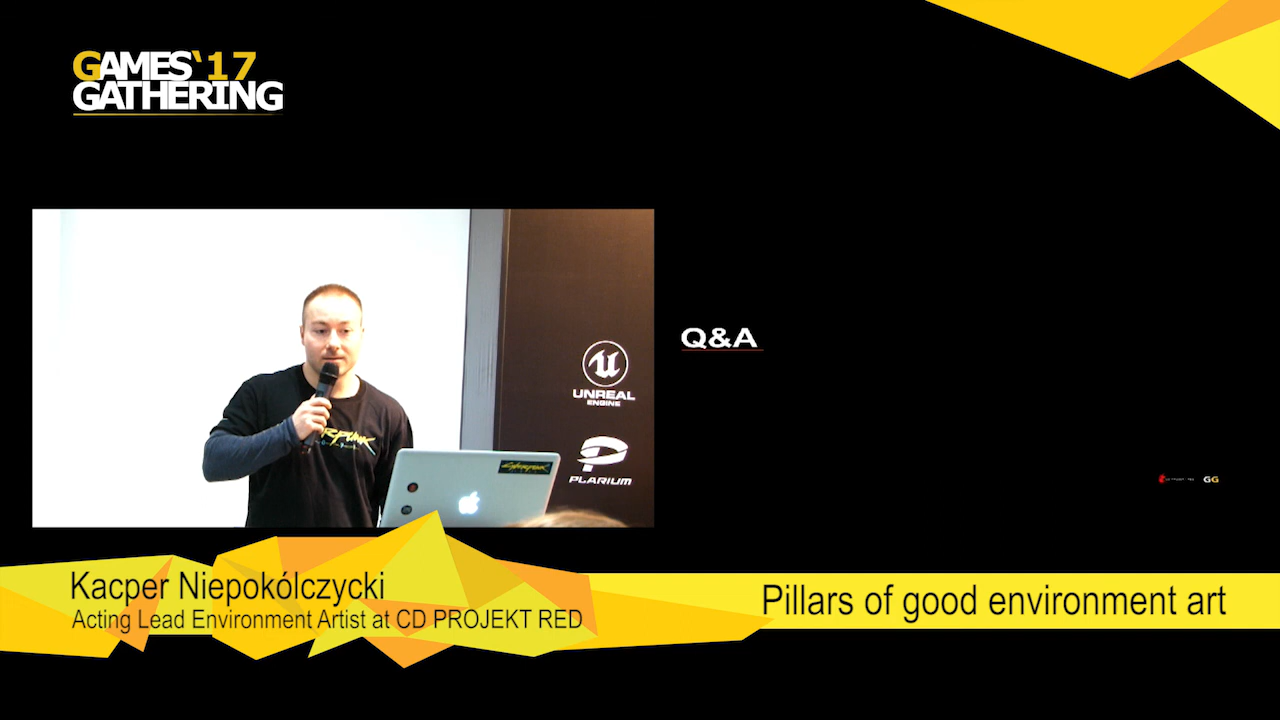 GAMES‘17
GATHERING
Q&A
UNREAL
ENGINE
PLARIUM
CYBERPUNK
GG
Kacper Niepokólczycki
Acting Lead Environment Artist at CD PROJEKT RED
Pillars of good environment art